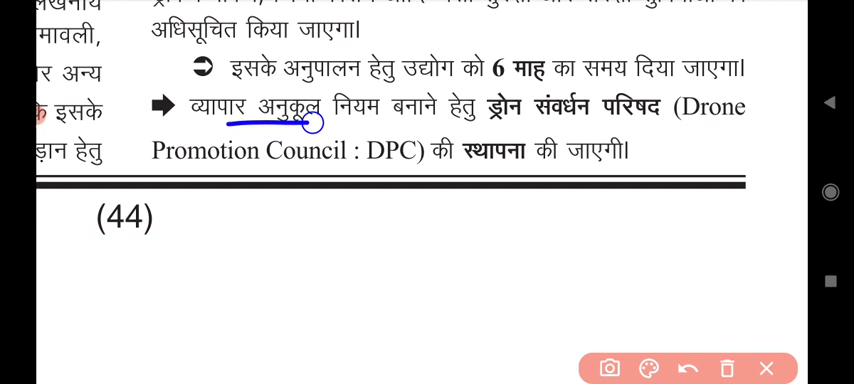 मावली,
र अन्य
इसके
ड़ान हेतु
अधिसूचित किया जाएगा।
➲ इसके अनुपालन हेतु उद्योग को 6 माह का समय दिया जाएगा।
➡ व्यापार अनुकूल नियम बनाने हेतु ड्रोन संवर्धन परिषद (Drone
Promotion Council : DPC) की स्थापना की जाएगी।
(44)